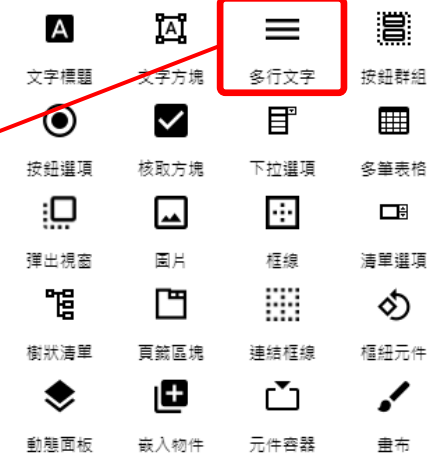 文字標題 文字方塊 多行文字 按鈕群組
按鈕選項 核取方塊 下拉選項 多筆表格
彈出視窗 圖片 框線 清單選項
樹狀清單 頁籤區塊 連結框線 樞紐元件
動態面板 嵌入物件 元件容器 畫布